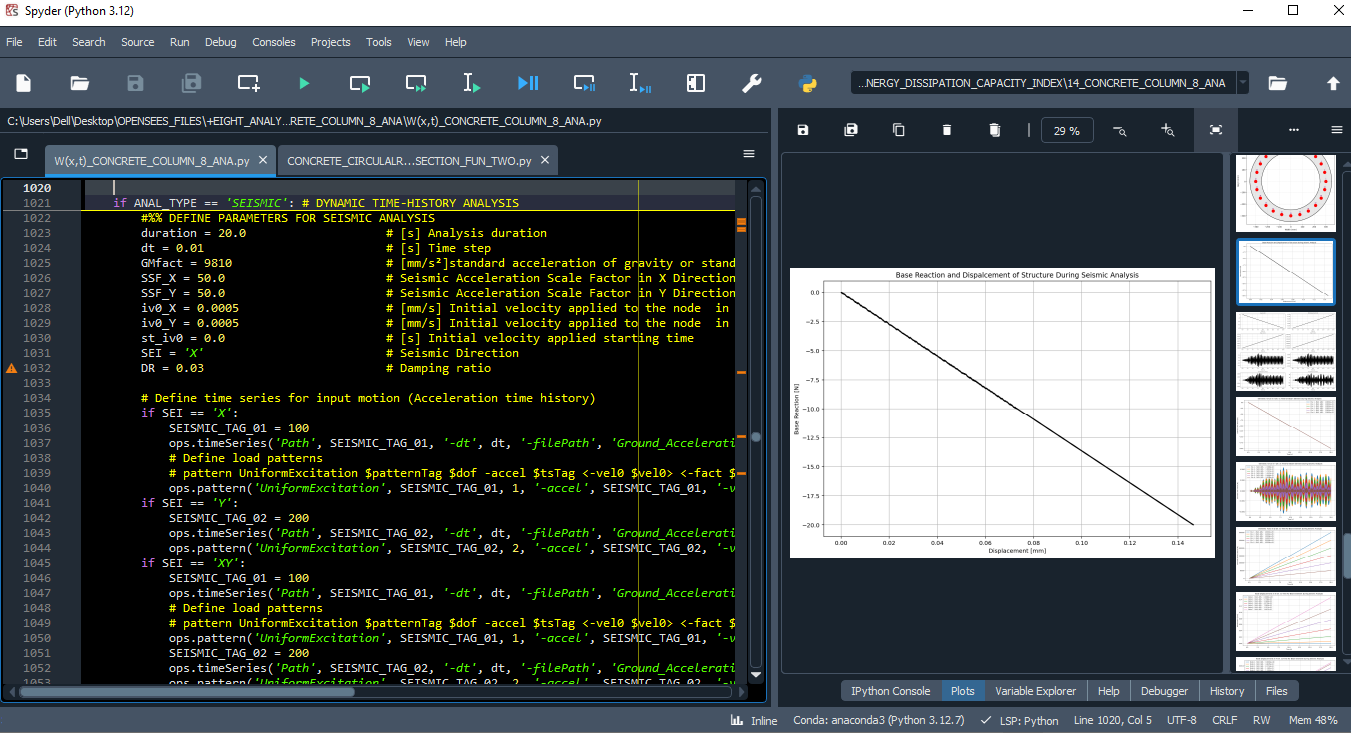 Spyder (Python 3.12)
File Edit Search Source Run Debug Consoles Projects Tools View Help
...NERGY_DISSIPATION_CAPACITY_INDEX\14_CONCRETE_COLUMN_8_ANA
C:\Users\Dell\Desktop\OPENSEES_FILES\+EIGHT_ANALY...RETE_COLUMN_8_ANA\W(x,t)_CONCRETE_COLUMN_8_ANA.py
29 %
W(x,t)_CONCRETE_COLUMN_8_ANA.py
CONCRETE_CIRCULALR...SECTION_FUN_TWO.py
1020
1021 if ANAL_TYPE == 'SEISMIC': # DYNAMIC TIME-HISTORY ANALYSIS
1022 #%% DEFINE PARAMETERS FOR SEISMIC ANALYSIS
1023 duration = 20.0 # [s] Analysis duration
1024 dt = 0.01 # [s] Time step
1025 GMfact = 9810 # [mm/s²]standard acceleration of gravity or stand
1026 SSF_X = 50.0 # Seismic Acceleration Scale Factor in X Direction
1027 SSF_Y = 50.0 # Seismic Acceleration Scale Factor in Y Direction
1028 iv0_X = 0.0005 # [mm/s] Initial velocity applied to the node in
1029 iv0_Y = 0.0005 # [mm/s] Initial velocity applied to the node in
1030 st_iv0 = 0.0 # [s] Initial velocity applied starting time
1031 SEI = 'X' # Seismic Direction
1032 DR = 0.03 # Damping ratio
1033
1034 # Define time series for input motion (Acceleration time history)
1035 if SEI == 'X':
1036 SEISMIC_TAG_01 = 100
1037 ops.timeSeries('Path', SEISMIC_TAG_01, '-dt', dt, '-filePath', 'Ground_Accelerati
1038 # Define load patterns
1039 # pattern UniformExcitation $patternTag $dof -accel $tsTag <-vel0 $vel0> <-fact $
1040 ops.pattern('UniformExcitation', SEISMIC_TAG_01, 1, '-accel', SEISMIC_TAG_01, '-v
1041 if SEI == 'Y':
1042 SEISMIC_TAG_02 = 200
1043 ops.timeSeries('Path', SEISMIC_TAG_02, '-dt', dt, '-filePath', 'Ground_Accelerati
1044 ops.pattern('UniformExcitation', SEISMIC_TAG_02, 2, '-accel', SEISMIC_TAG_02, '-v
1045 if SEI == 'XY':
1046 SEISMIC_TAG_01 = 100
1047 ops.timeSeries('Path', SEISMIC_TAG_01, '-dt', dt, '-filePath', 'Ground_Accelerati
1048 # Define load patterns
1049 # pattern UniformExcitation $patternTag $dof -accel $tsTag <-vel0 $vel0> <-fact $
1050 ops.pattern('UniformExcitation', SEISMIC_TAG_01, 1, '-accel', SEISMIC_TAG_01, '-v
1051 SEISMIC_TAG_02 = 200
1052 ops.timeSeries('Path', SEISMIC_TAG_02, '-dt', dt, '-filePath', 'Ground_Accelerati
1053 ops.pattern('UniformExcitation', SEISMIC_TAG_02, 2, '-accel', SEISMIC_TAG_02, '-v
Base Reaction and Dispalcement of Structure During Seismic Analysis
Base Reaction [N]
0.0
−2.5
−5.0
−7.5
−10.0
−12.5
−15.0
−17.5
−20.0
0.00 0.02 0.04 0.06 0.08 0.10 0.12 0.14
Displacement [mm]
IPython Console Plots Variable Explorer Help Debugger History Files
Inline Conda: anaconda3 (Python 3.12.7) LSP: Python Line 1020, Col 5 UTF-8 CRLF RW Mem 48%